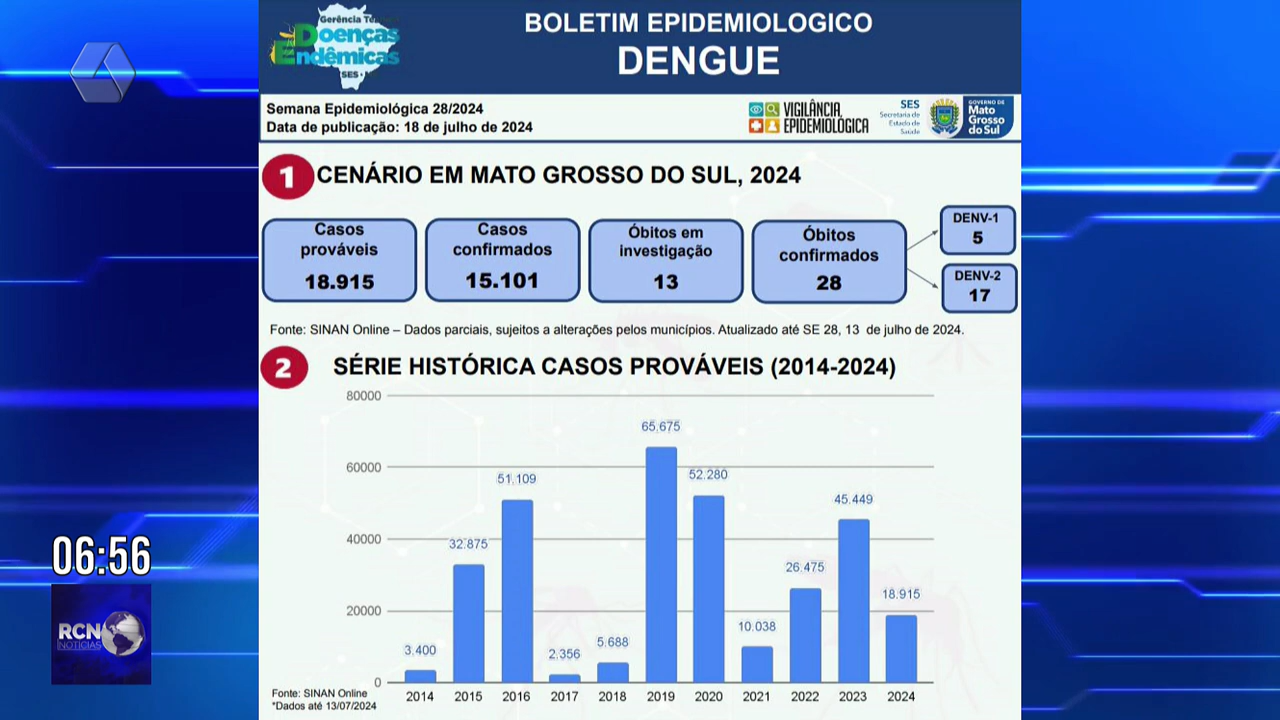 Gerência Té
Doenças
Endêmicas
SES
BOLETIM EPIDEMIOLOGICO
DENGUE
Semana Epidemiológica 28/2024
Data de publicação: 18 de julho de 2024
VIGILÂNCIA
EPIDEMIOLÓGICA
SES
Secretaria de
Estado de
Saúde
GOVERNO DE
Mato
Grosso
do Sul
1 CENÁRIO EM MATO GROSSO DO SUL, 2024
Casos
prováveis
18.915
Casos
confirmados
15.101
Óbitos em
investigação
13
Óbitos
confirmados
28
DENV-1
5
DENV-2
17
Fonte: SINAN Online – Dados parciais, sujeitos a alterações pelos municípios. Atualizado até SE 28, 13 de julho de 2024.
2 SÉRIE HISTÓRICA CASOS PROVÁVEIS (2014-2024)
80000
60000
40000
20000
0
3.400
32.875
51.109
2.356
5.688
65.675
52.280
10.038
26.475
45.449
18.915
2014 2015 2016 2017 2018 2019 2020 2021 2022 2023 2024
Fonte: SINAN Online
*Dados até 13/07/2024
06:56
RCN
NOTÍCIAS